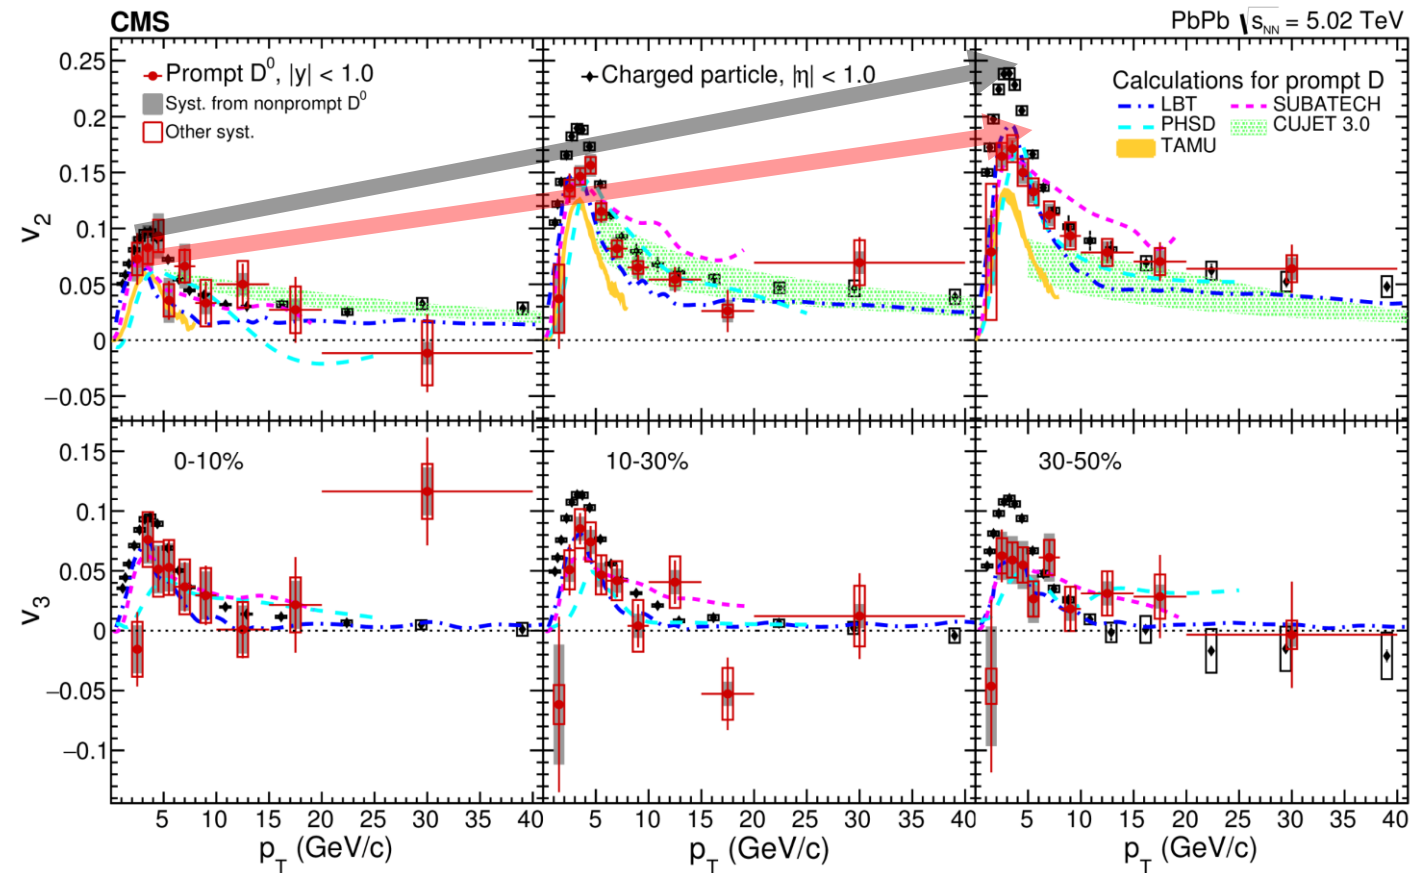 CMS
PbPb √sNN = 5.02 TeV
v2
0.25
0.2
0.15
0.1
0.05
0
−0.05
Prompt D0, |y| < 1.0
Syst. from nonprompt D0
Other syst.
Charged particle, |η| < 1.0
Calculations for prompt D
LBT
SUBATECH
PHSD
CUJET 3.0
TAMU
v3
0.15
0.1
0.05
0
−0.05
−0.1
0-10%
10-30%
30-50%
5 10 15 20 25 30 35 40
5 10 15 20 25 30 35 40
5 10 15 20 25 30 35 40
pT (GeV/c)
pT (GeV/c)
pT (GeV/c)